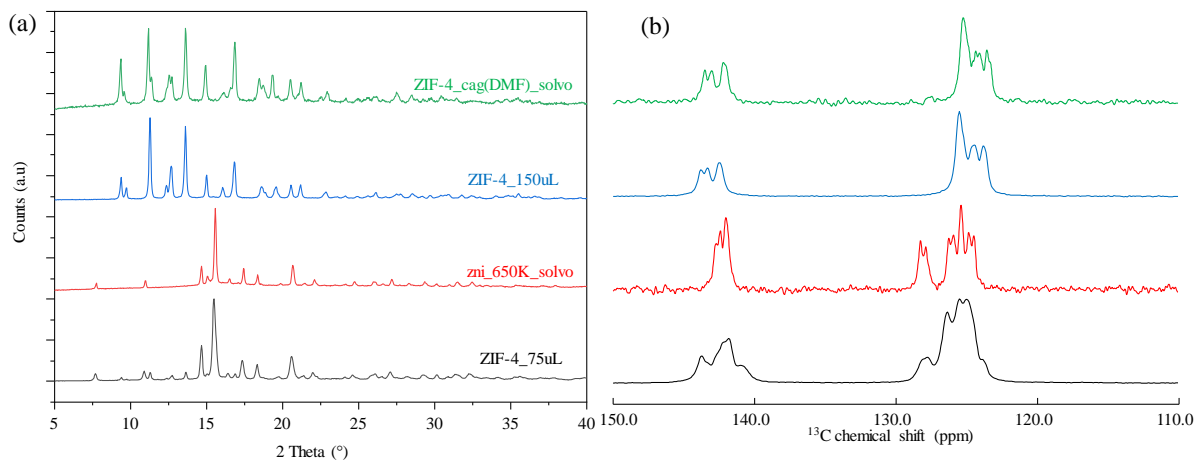 (a)
(b)
ZIF-4_cag(DMF)_solvo
ZIF-4_150uL
zni_650K_solvo
ZIF-4_75uL
Counts (a.u)
5 10 15 20 25 30 35 40
2 Theta (°)
150.0 140.0 130.0 120.0 110.0
13C chemical shift (ppm)